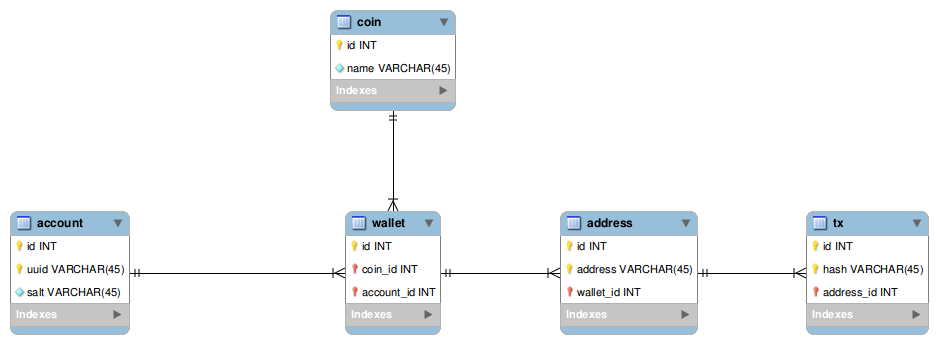 coin
id INT
name VARCHAR(45)
Indexes
account
id INT
uuid VARCHAR(45)
salt VARCHAR(45)
Indexes
wallet
id INT
coin_id INT
account_id INT
Indexes
address
id INT
address VARCHAR(45)
wallet_id INT
Indexes
tx
id INT
hash VARCHAR(45)
address_id INT
Indexes